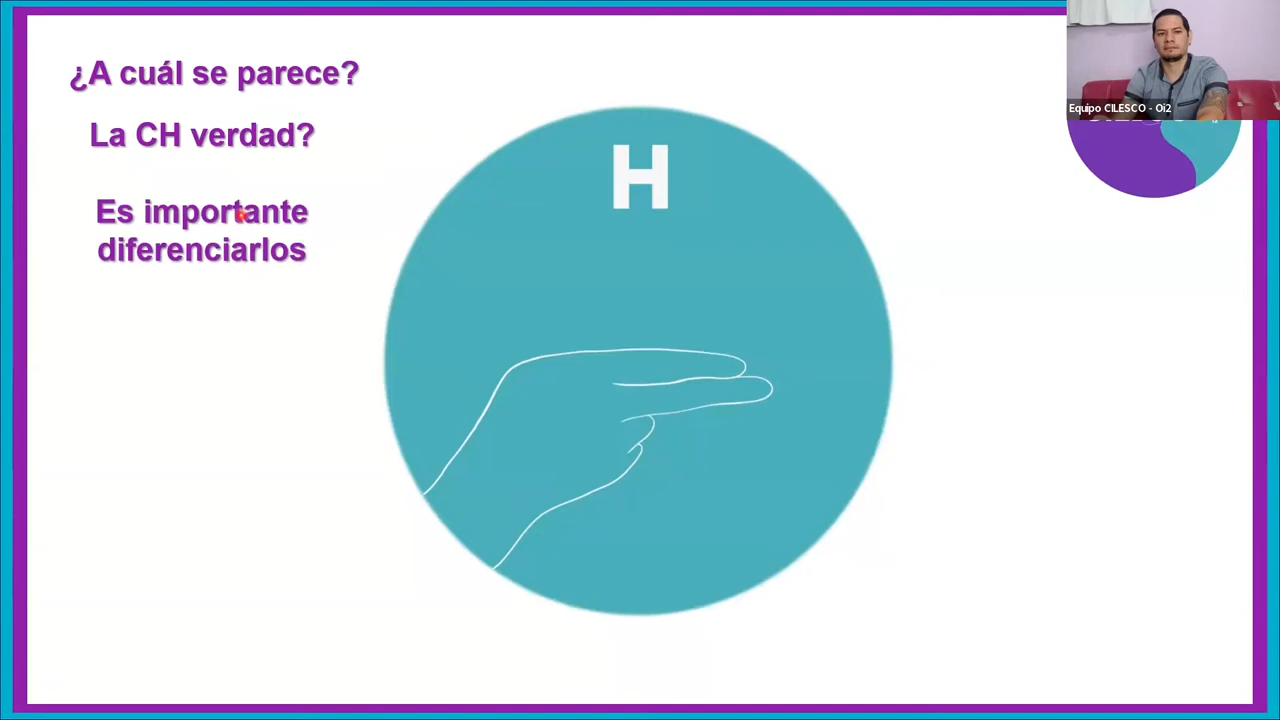 ¿A cuál se parece?
La CH verdad?
Es importante
diferenciarlos
H
Equipo CILESCO - Oi2